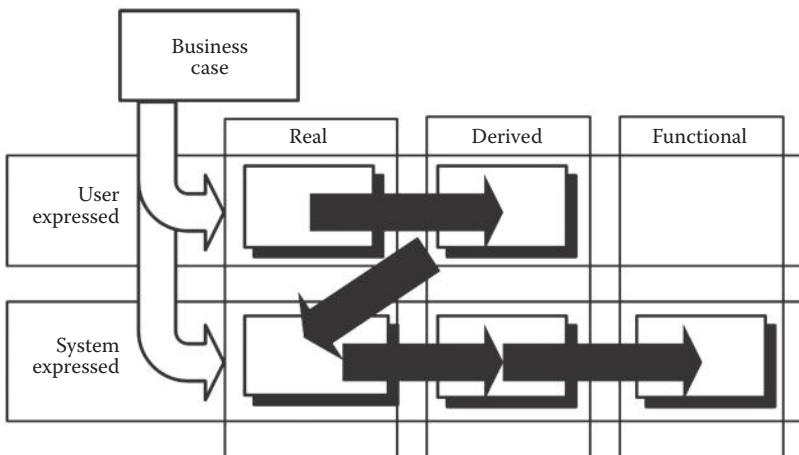 Business
case
Real
Derived
Functional
User
expressed
System
expressed